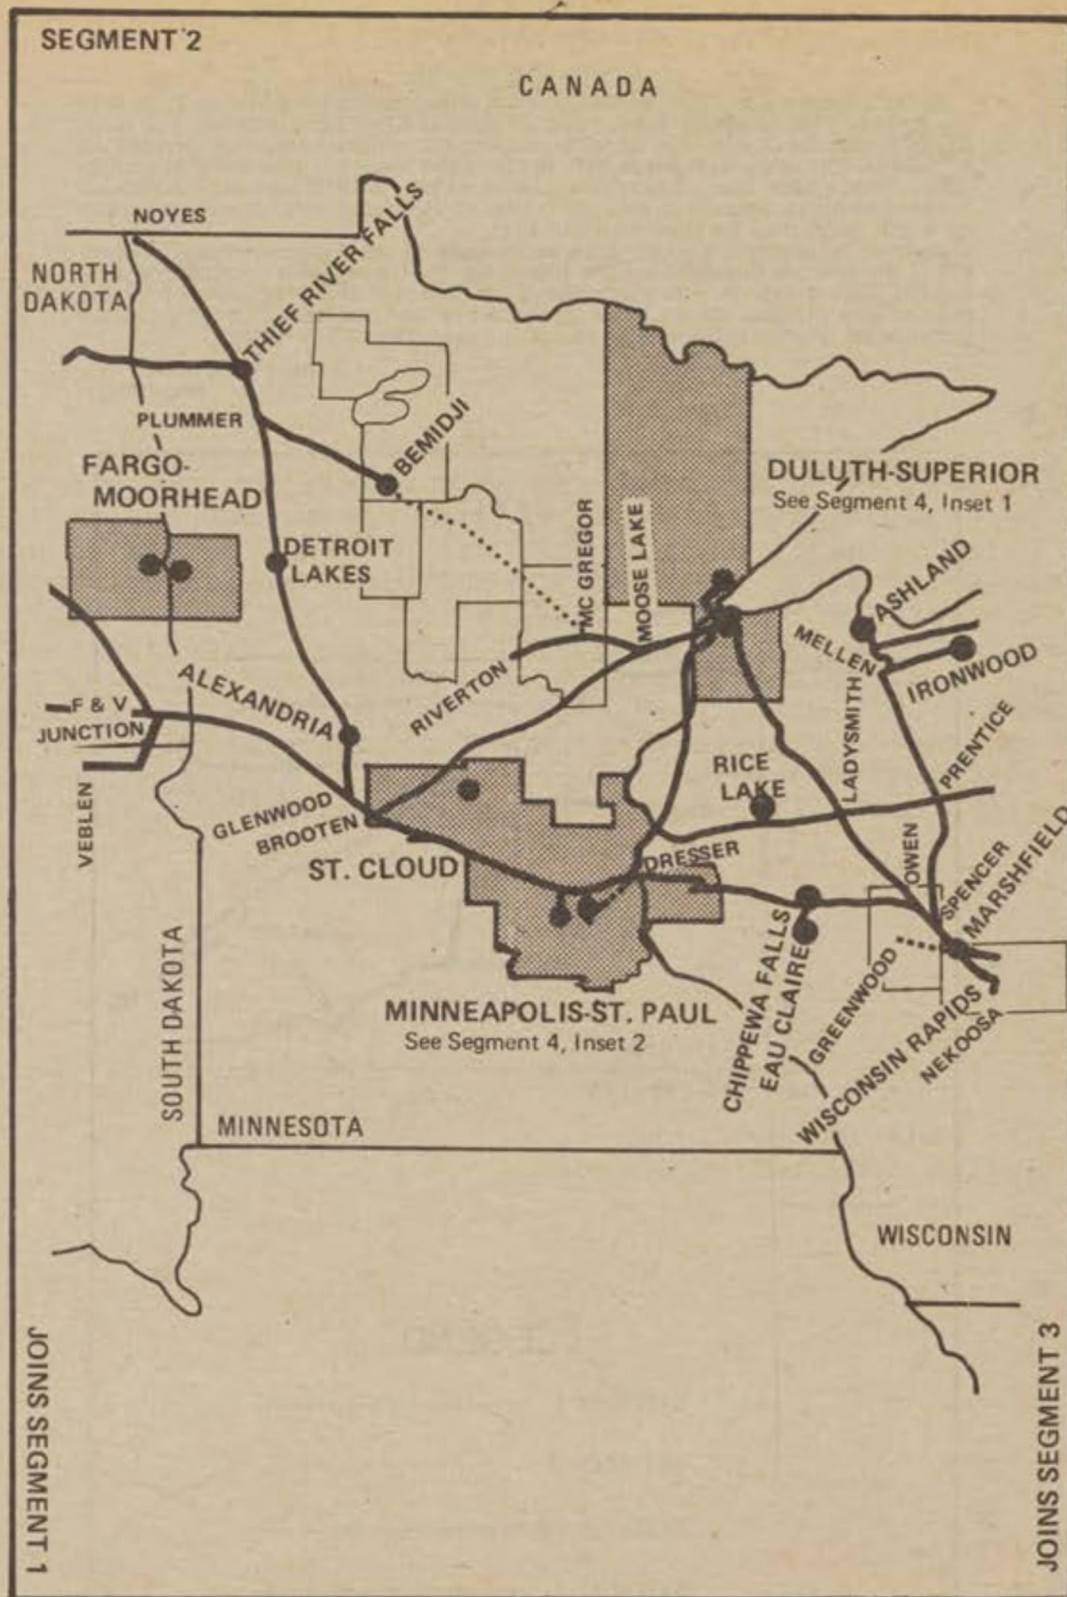 SEGMENT 2
CANADA
NOYES
NORTH
DAKOTA
THIEF RIVER FALLS
PLUMMER
BEMIDJI
FARGO-
MOORHEAD
DULUTH-SUPERIOR
See Segment 4, Inset 1
DETROIT
LAKES
MC GREGOR
MOOSE LAKE
ASHLAND
MELLEN
IRONWOOD
ALEXANDRIA
RIVERTON
F & V
JUNCTION
LADYSMITH
PRENTICE
RICE
LAKE
VEBLEN
GLENWOOD
BROOTEN
ST. CLOUD
DRESSER
OWEN
SPENCER
MARSHFIELD
SOUTH DAKOTA
MINNEAPOLIS-ST. PAUL
See Segment 4, Inset 2
CHIPPEWA FALLS
EAU CLAIRE
GREENWOOD
WISCONSIN RAPIDS
NEKOOSA
MINNESOTA
WISCONSIN
JOINS SEGMENT 1
JOINS SEGMENT 3